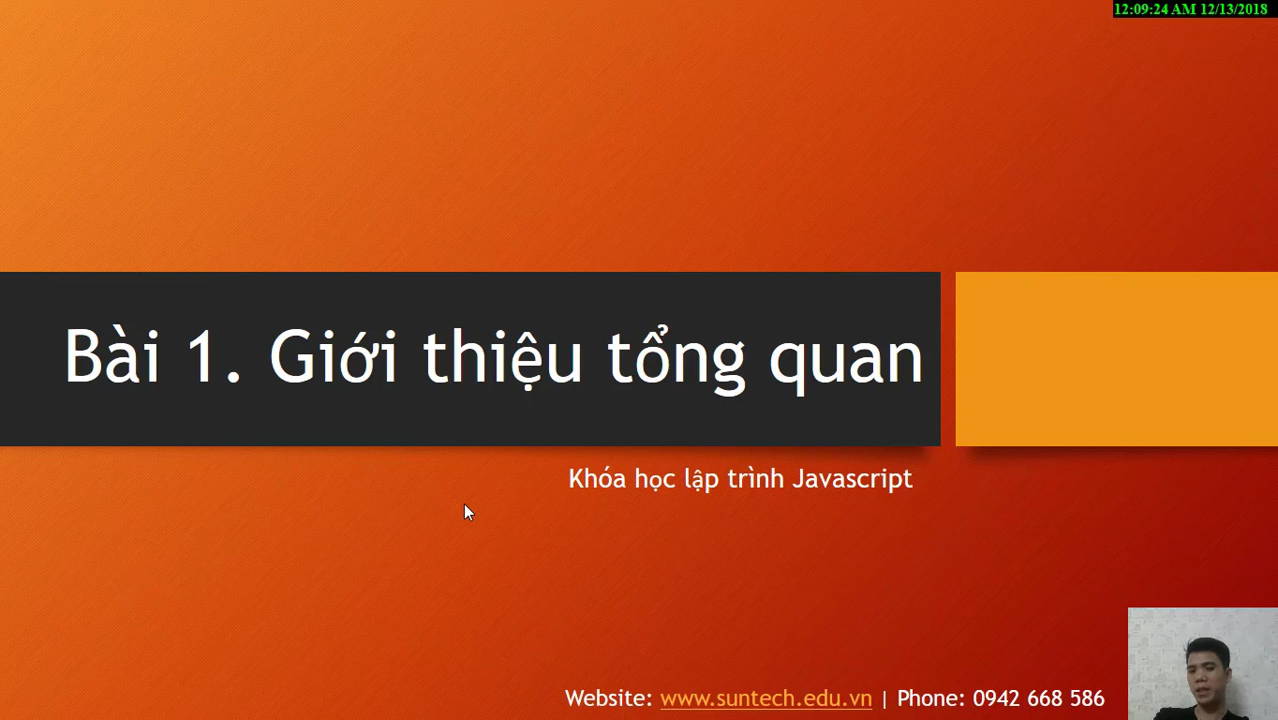 12:09:24 AM 12/13/2018
Bài 1. Giới thiệu tổng quan
Khóa học lập trình Javascript
Website: www.suntech.edu.vn | Phone: 0942 668 586